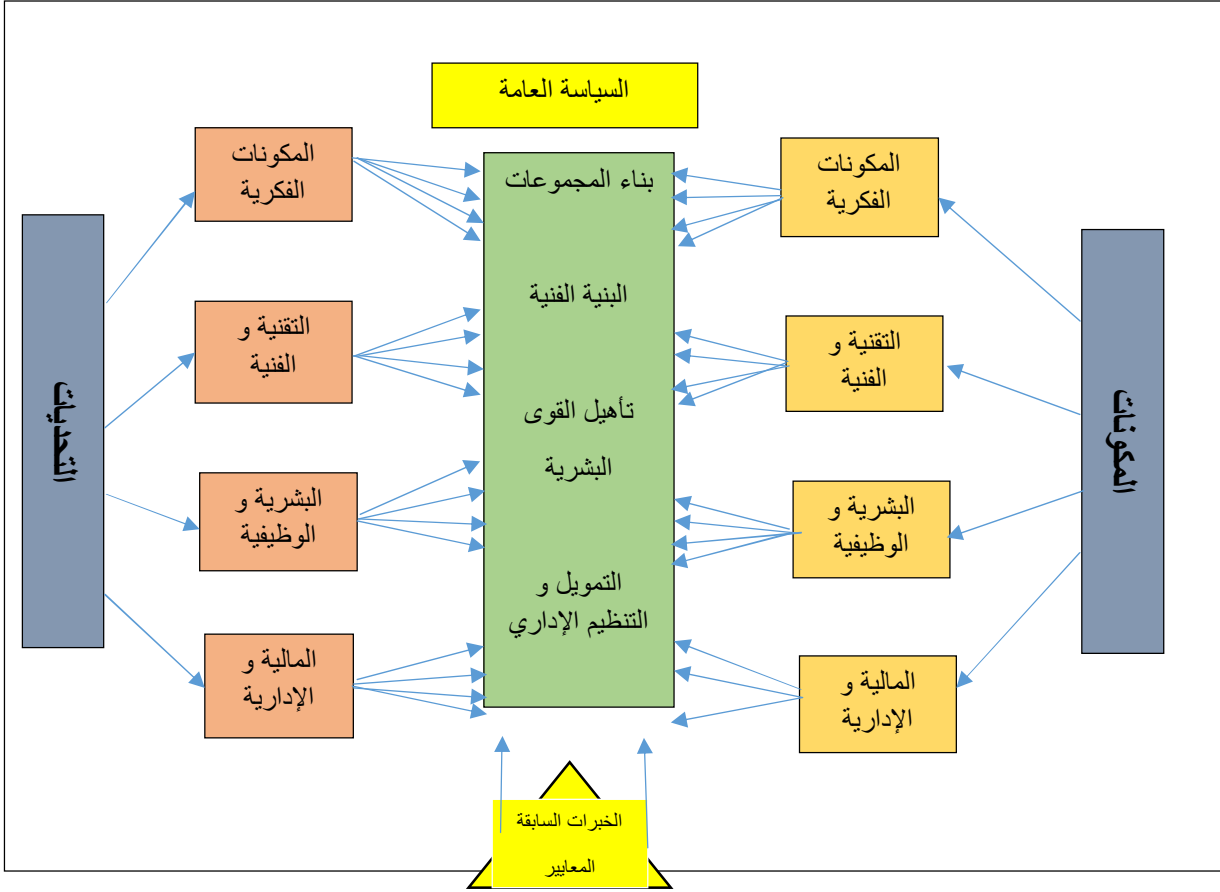 السياسة العامة
المكونات
المكونات
الفكرية
التقنية و
الفنية
البشرية و
الوظيفية
المالية و
الإدارية
بناء المجموعات
البنية الفنية
تأهيل القوى
البشرية
التمويل و
التنظيم الإداري
المكونات
الفكرية
التقنية و
الفنية
البشرية و
الوظيفية
المالية و
الإدارية
التحديات
الخبرات السابقة
المعايير